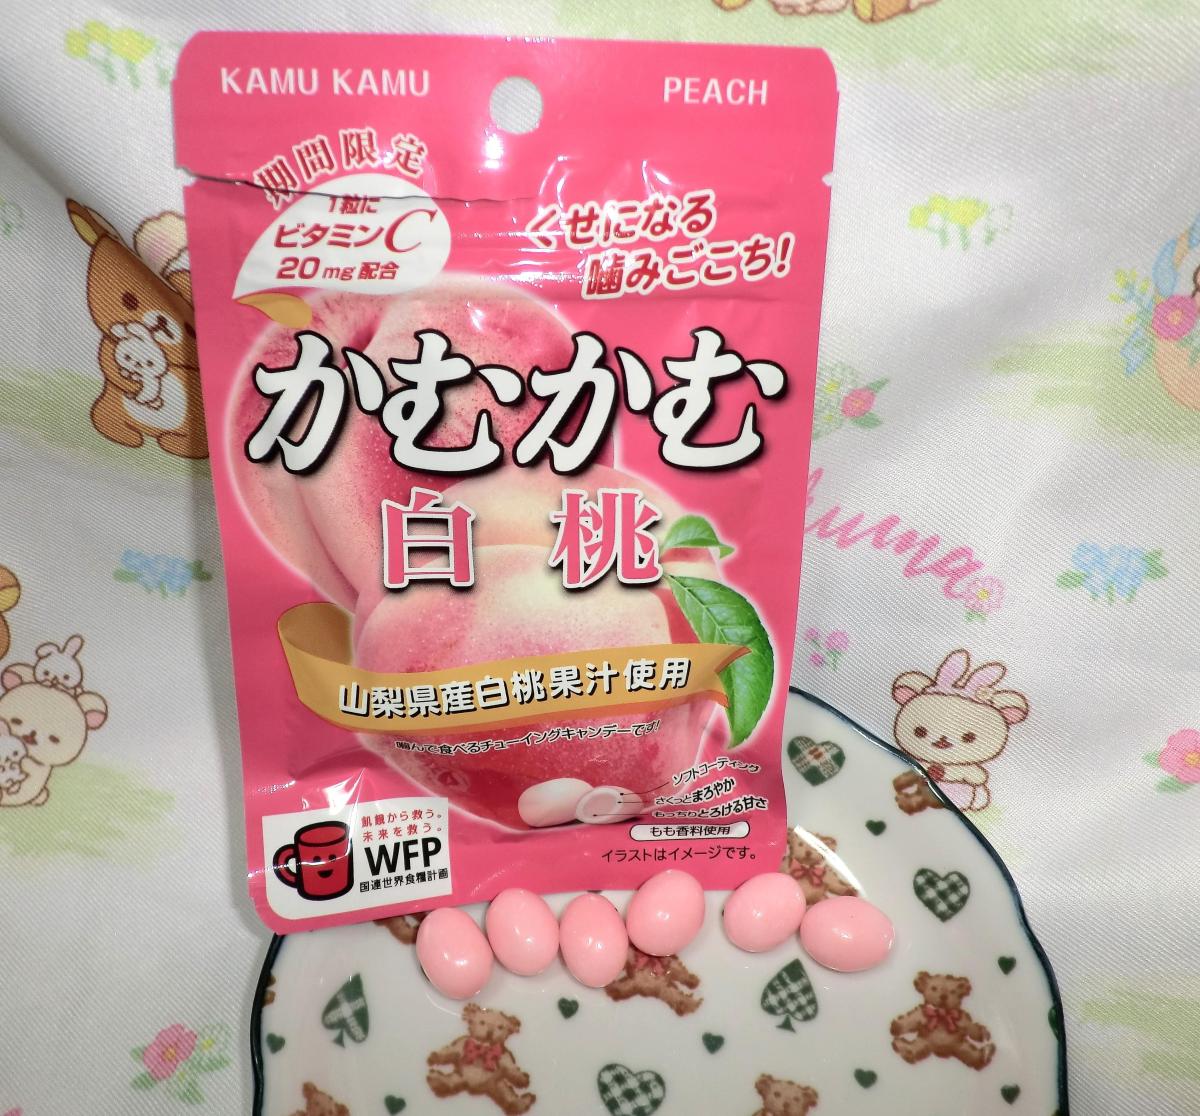 KAMU KAMU
PEACH
期間限定
1粒に
ビタミンC
20mg配合
くせになる
噛みごこち!
かむかむ
白桃
山梨県産白桃果汁使用
噛んで食べるチューイングキャンデーです!
ソフトコーティング
さくっとまろやか
もっちりとろける甘さ
もも香料使用
イラストはイメージです。
飢餓から救う。
未来を救う。
WFP
国連世界食糧計画
kuma